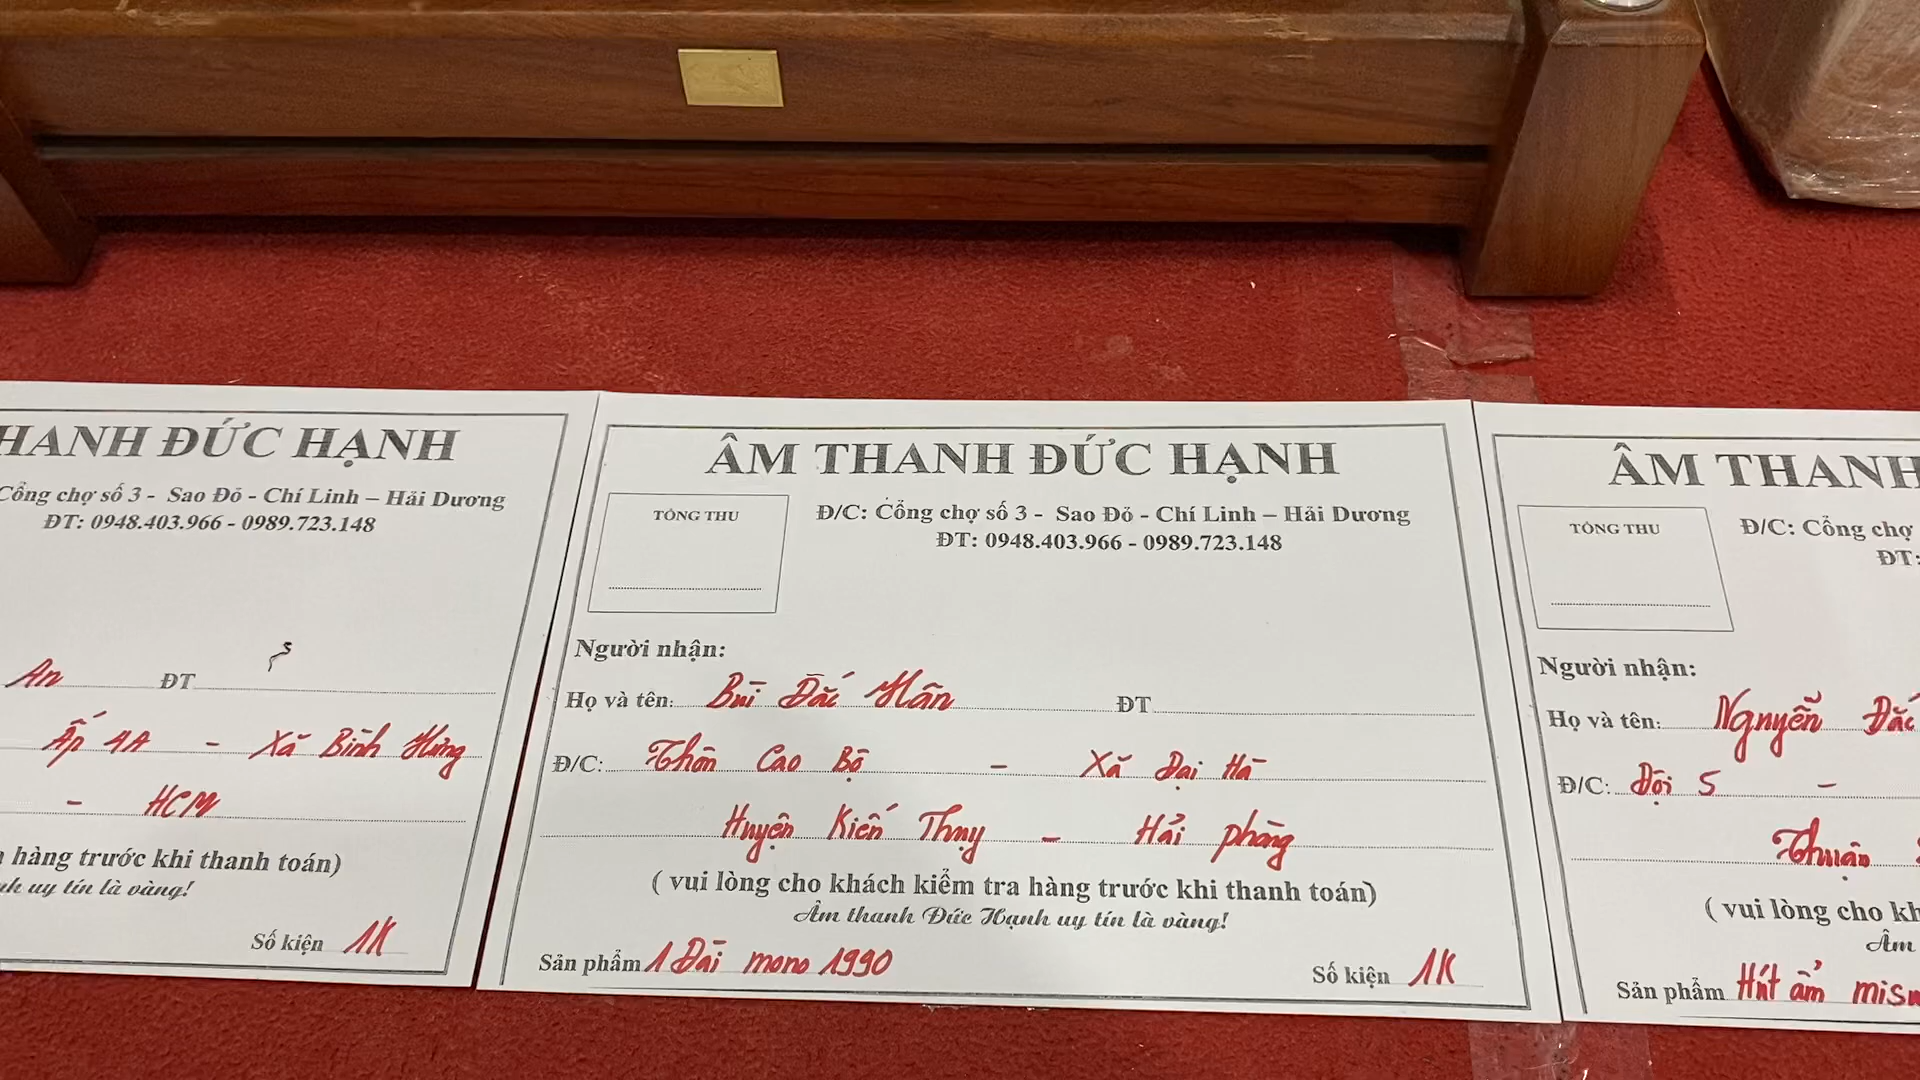 HANH ĐỨC HẠNH
Cổng chợ số 3 - Sao Đỏ - Chí Linh – Hải Dương
ĐT: 0948.403.966 - 0989.723.148
An ĐT
Ấp 4A - Xã Bình Hưng
- HCM
hàng trước khi thanh toán)
uy tín là vàng!
Số kiện 1K
ÂM THANH ĐỨC HẠNH
TỔNG THU
Đ/C: Cổng chợ số 3 - Sao Đỏ - Chí Linh – Hải Dương
ĐT: 0948.403.966 - 0989.723.148
Người nhận:
Họ và tên: Bùi Đắc Hân ĐT
Đ/C: Thôn Cao Bộ - Xã Đại Hà
Huyện Kiến Thụy - Hải phòng
( vui lòng cho khách kiểm tra hàng trước khi thanh toán)
Âm thanh Đức Hạnh uy tín là vàng!
Sản phẩm 1 Đài mono 1990 Số kiện 1K
ÂM THANH
TỔNG THU
Đ/C: Cổng chợ
ĐT:
Người nhận:
Họ và tên: Nguyễn Đắc
Đ/C: Đội 5 -
Thuận
( vui lòng cho kh
Âm
Sản phẩm Hút ẩm